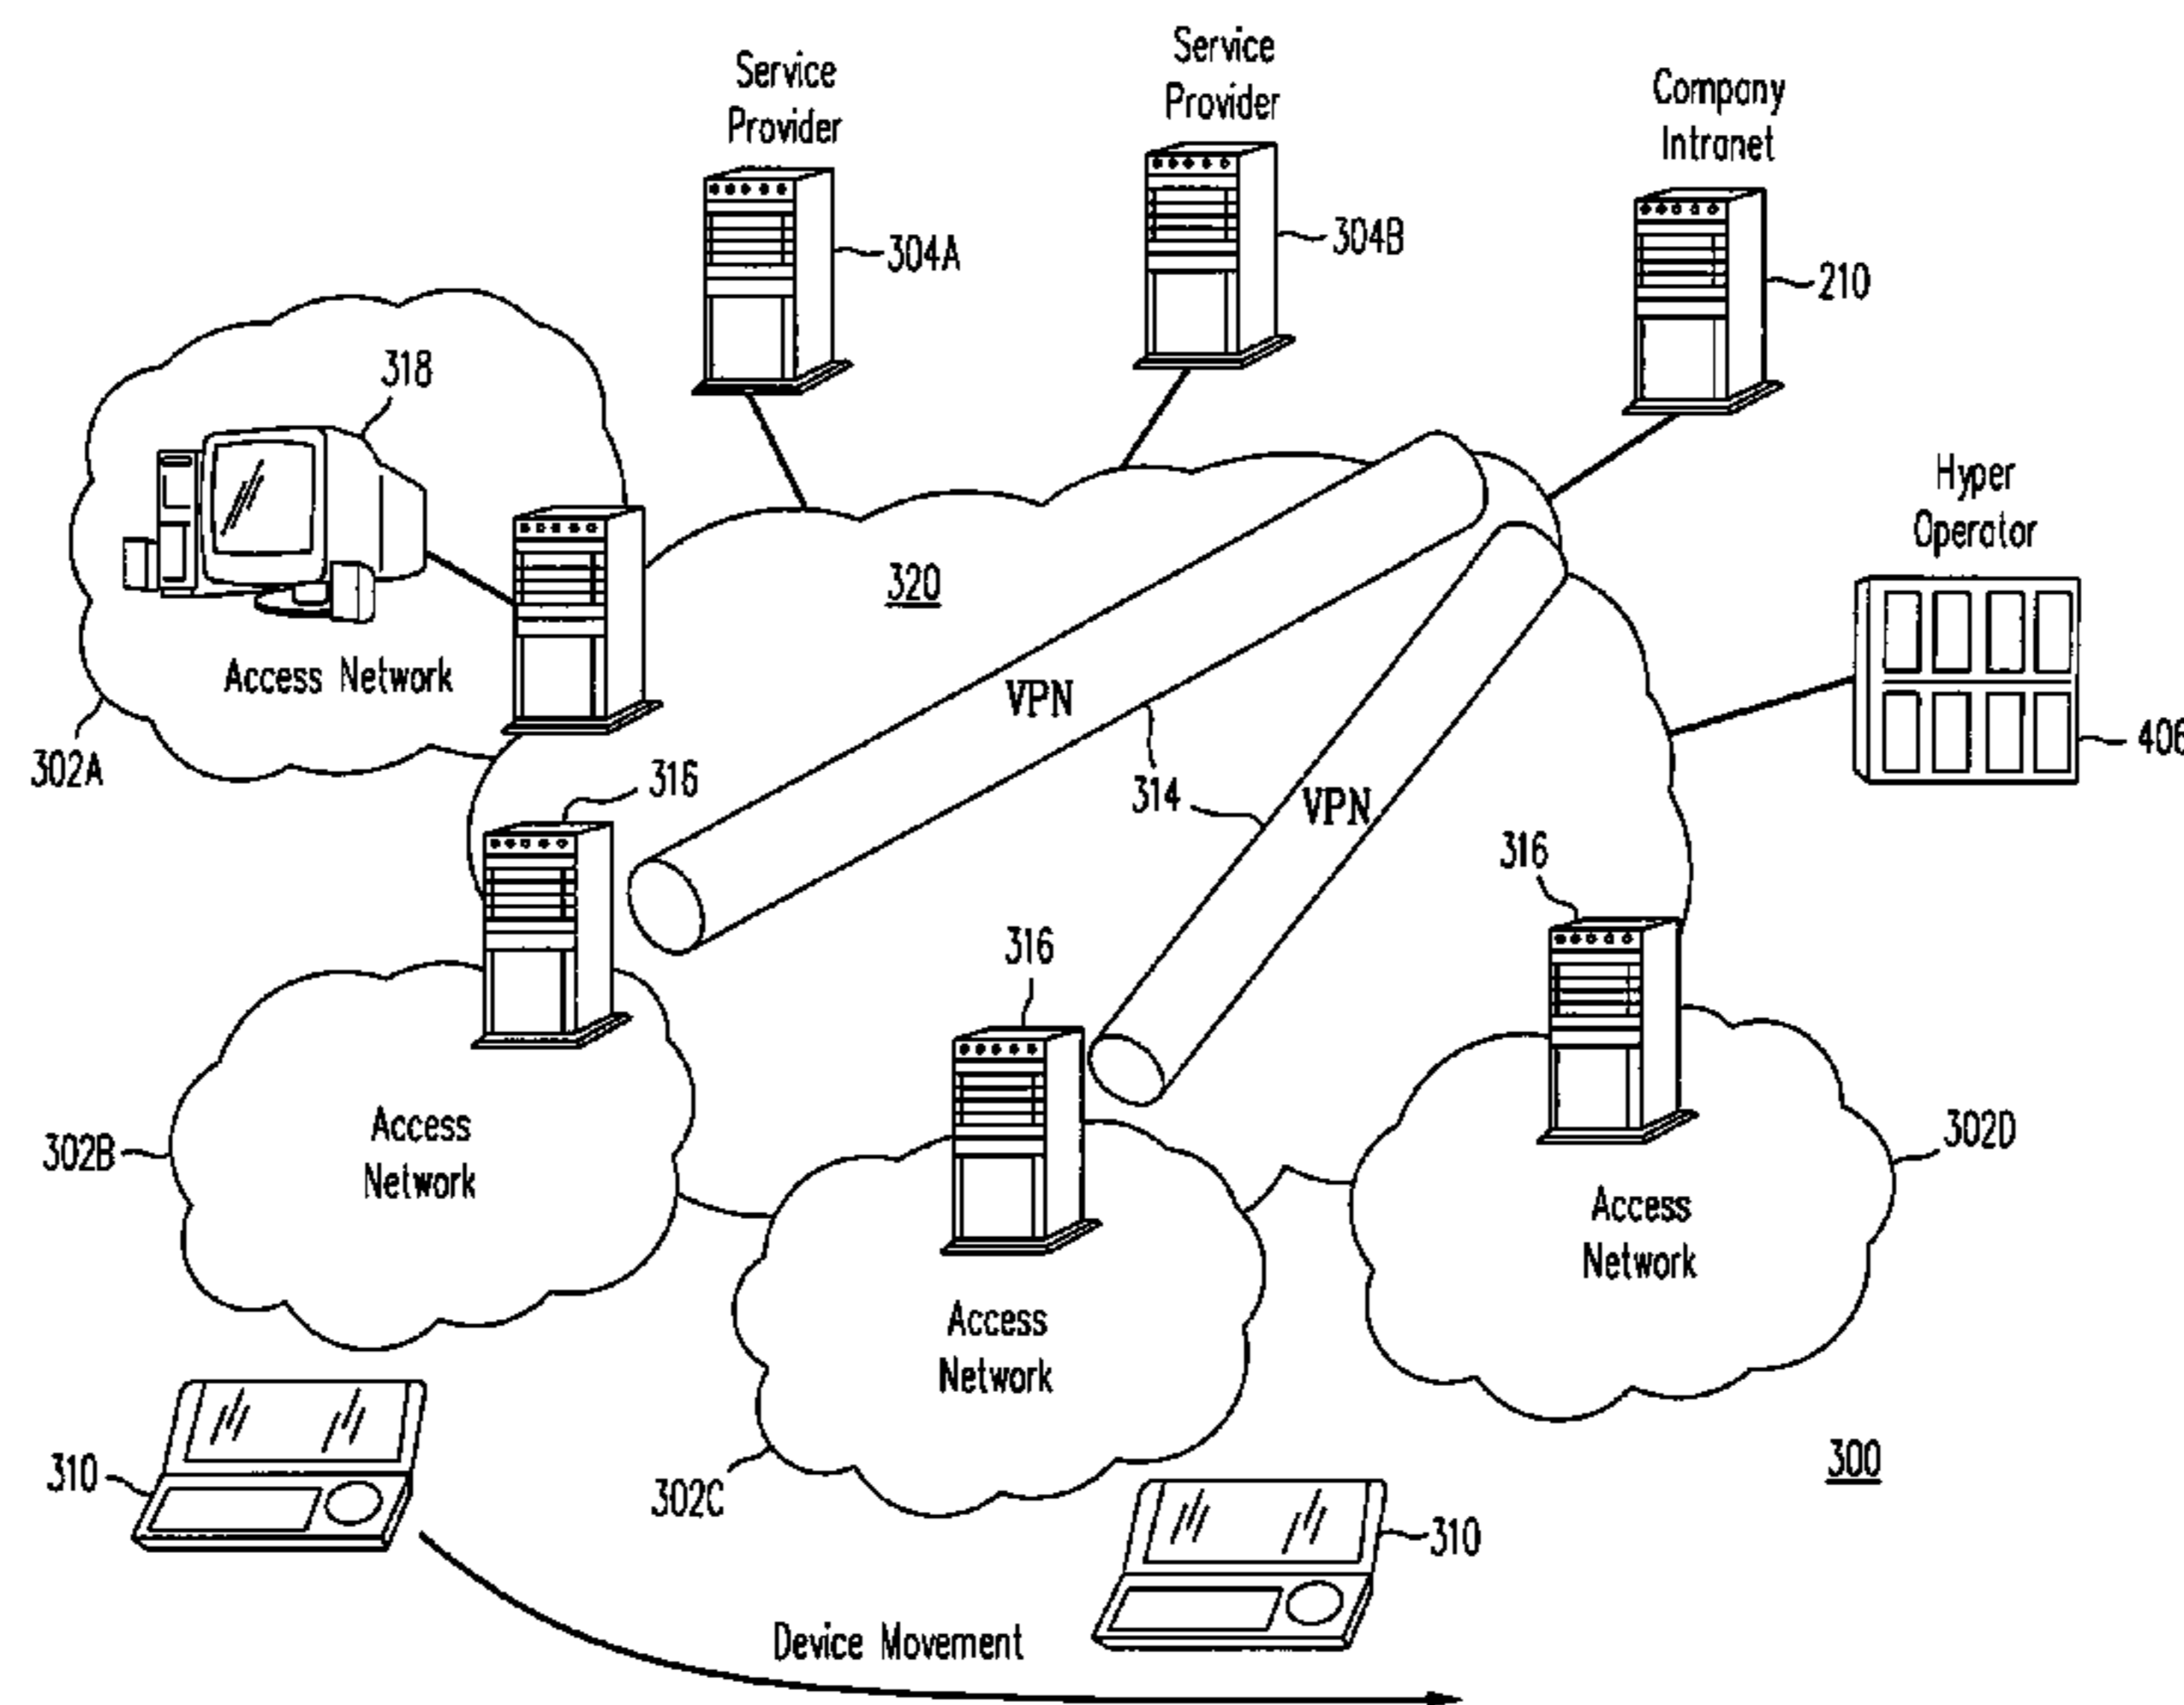 Service
Provider
Service
Provider
Company
Intranet
304A
304B
210
318
Hyper
Operator
320
Access Network
VPN
302A
406
316
314
VPN
316
316
Access
Network
302B
302D
Access
Network
Access
Network
310
302C
300
310
Device Movement